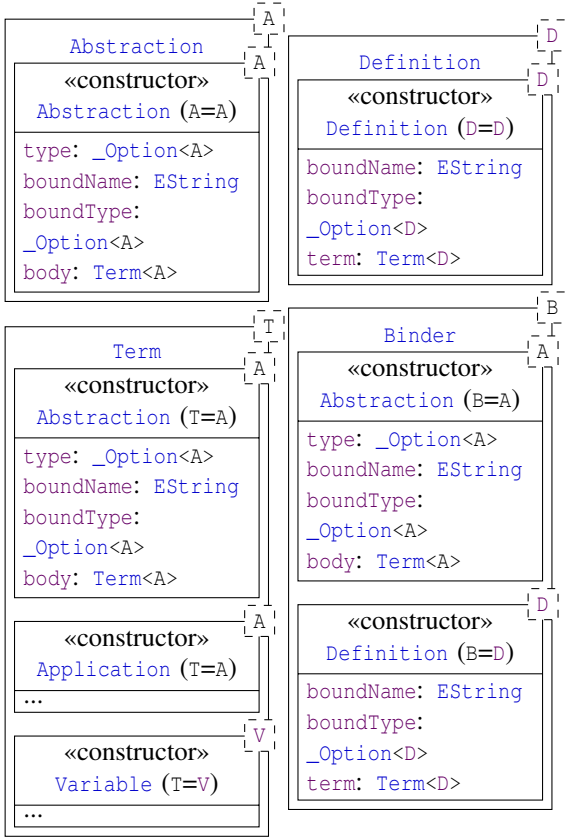 A
Abstraction
A
«constructor»
Abstraction (A=A)
type: _Option<A>
boundName: EString
boundType:
_Option<A>
body: Term<A>
D
Definition
D
«constructor»
Definition (D=D)
boundName: EString
boundType:
_Option<D>
term: Term<D>
T
Term
A
«constructor»
Abstraction (T=A)
type: _Option<A>
boundName: EString
boundType:
_Option<A>
body: Term<A>
A
«constructor»
Application (T=A)
...
V
«constructor»
Variable (T=V)
...
B
Binder
A
«constructor»
Abstraction (B=A)
type: _Option<A>
boundName: EString
boundType:
_Option<A>
body: Term<A>
D
«constructor»
Definition (B=D)
boundName: EString
boundType:
_Option<D>
term: Term<D>